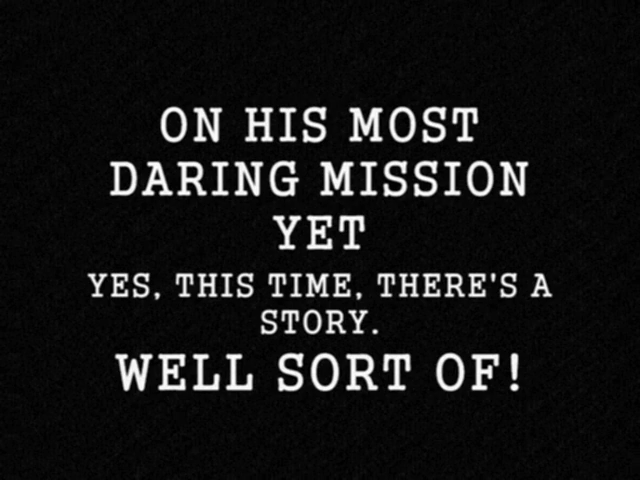 ON HIS MOST
DARING MISSION
YET
YES, THIS TIME, THERE'S A
STORY.
WELL SORT OF!